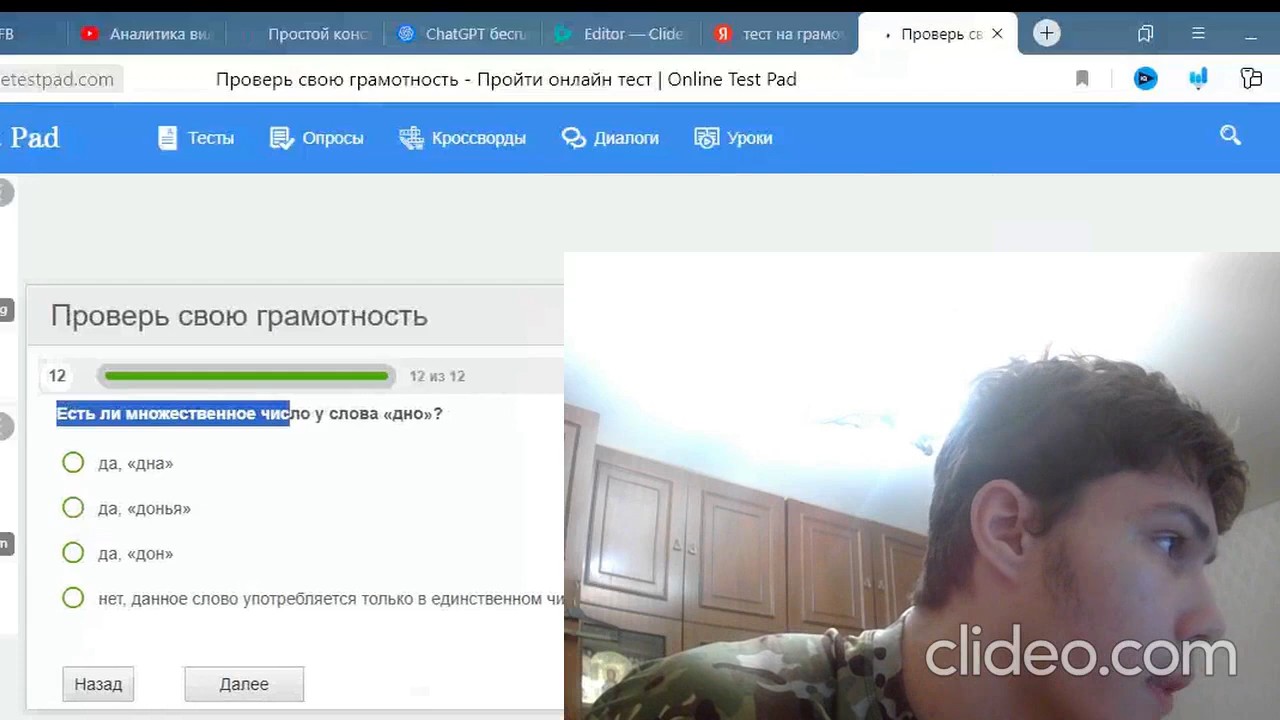 FB
Аналитика ви
Простой конс
ChatGPT беспл
Editor — Clide
Я тест на грамо
Проверь св
etestpad.com
Проверь свою грамотность - Пройти онлайн тест | Online Test Pad
Pad
Тесты
Опросы
Кроссворды
Диалоги
Уроки
g
Проверь свою грамотность
12
12 из 12
Есть ли множественное число у слова «дно»?
да, «дна»
да, «донья»
да, «дон»
n
нет, данное слово употребляется только в единственном чи
Назад
Далее
clideo.com